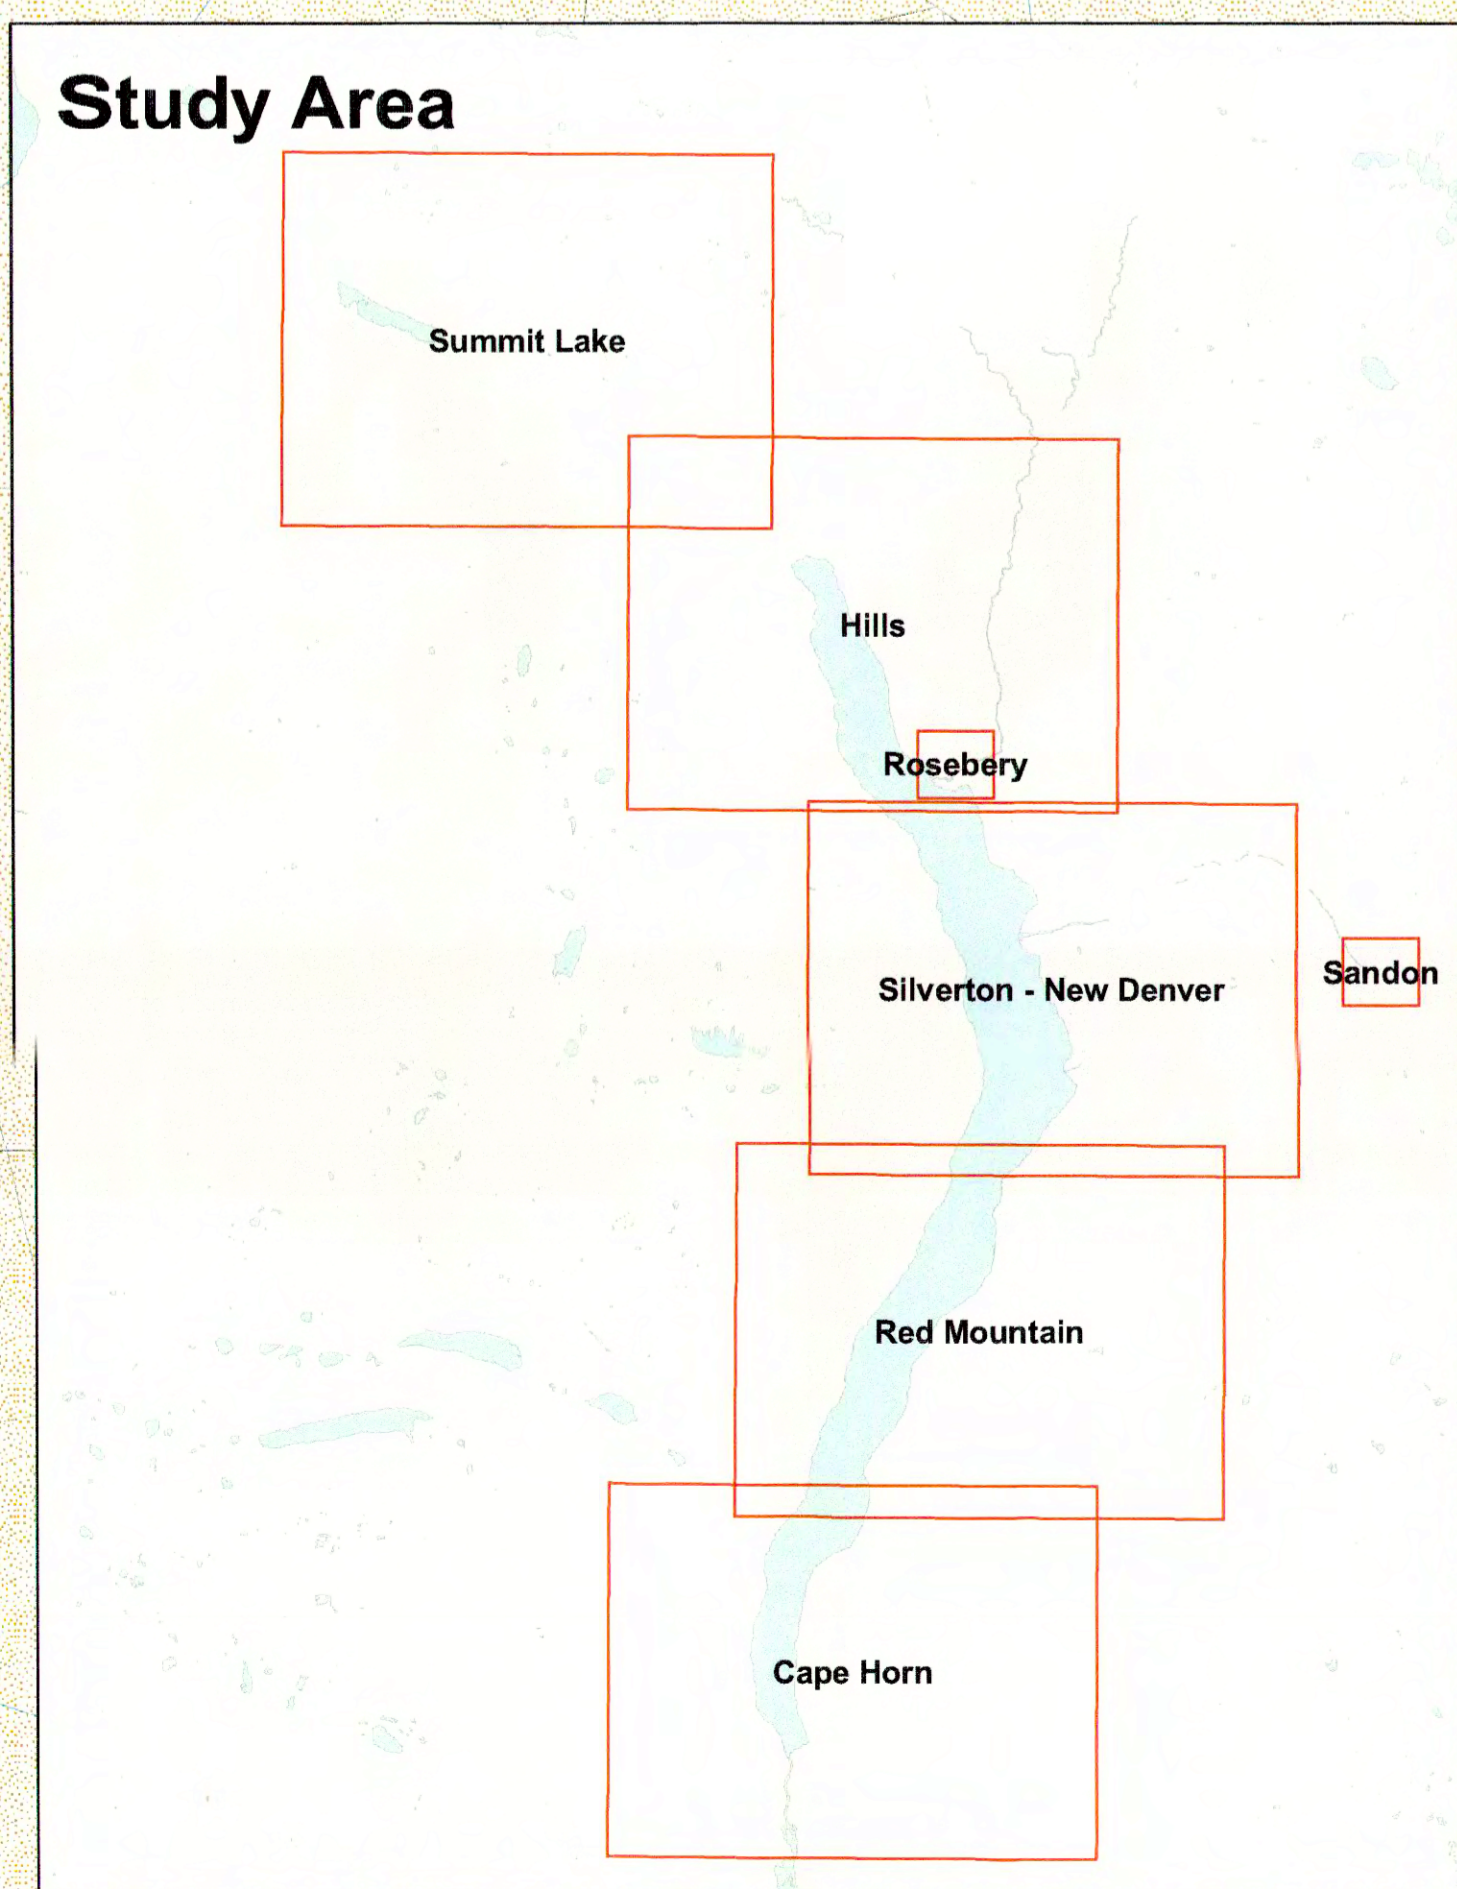 Study Area
Summit Lake
Hills
Rosebery
Silverton - New Denver
Sandon
Red Mountain
Cape Horn